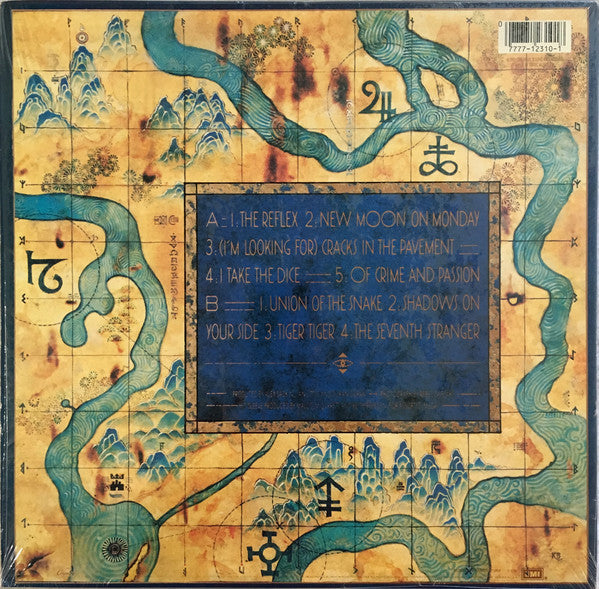 0
7777-12310-1
A – 1. THE REFLEX 2. NEW MOON ON MONDAY
3. (I'M LOOKING FOR) CRACKS IN THE PAVEMENT
4. I TAKE THE DICE 5. OF CRIME AND PASSION
B 1. UNION OF THE SNAKE 2. SHADOWS ON
YOUR SIDE 3. TIGER TIGER 4. THE SEVENTH STRANGER
EMI